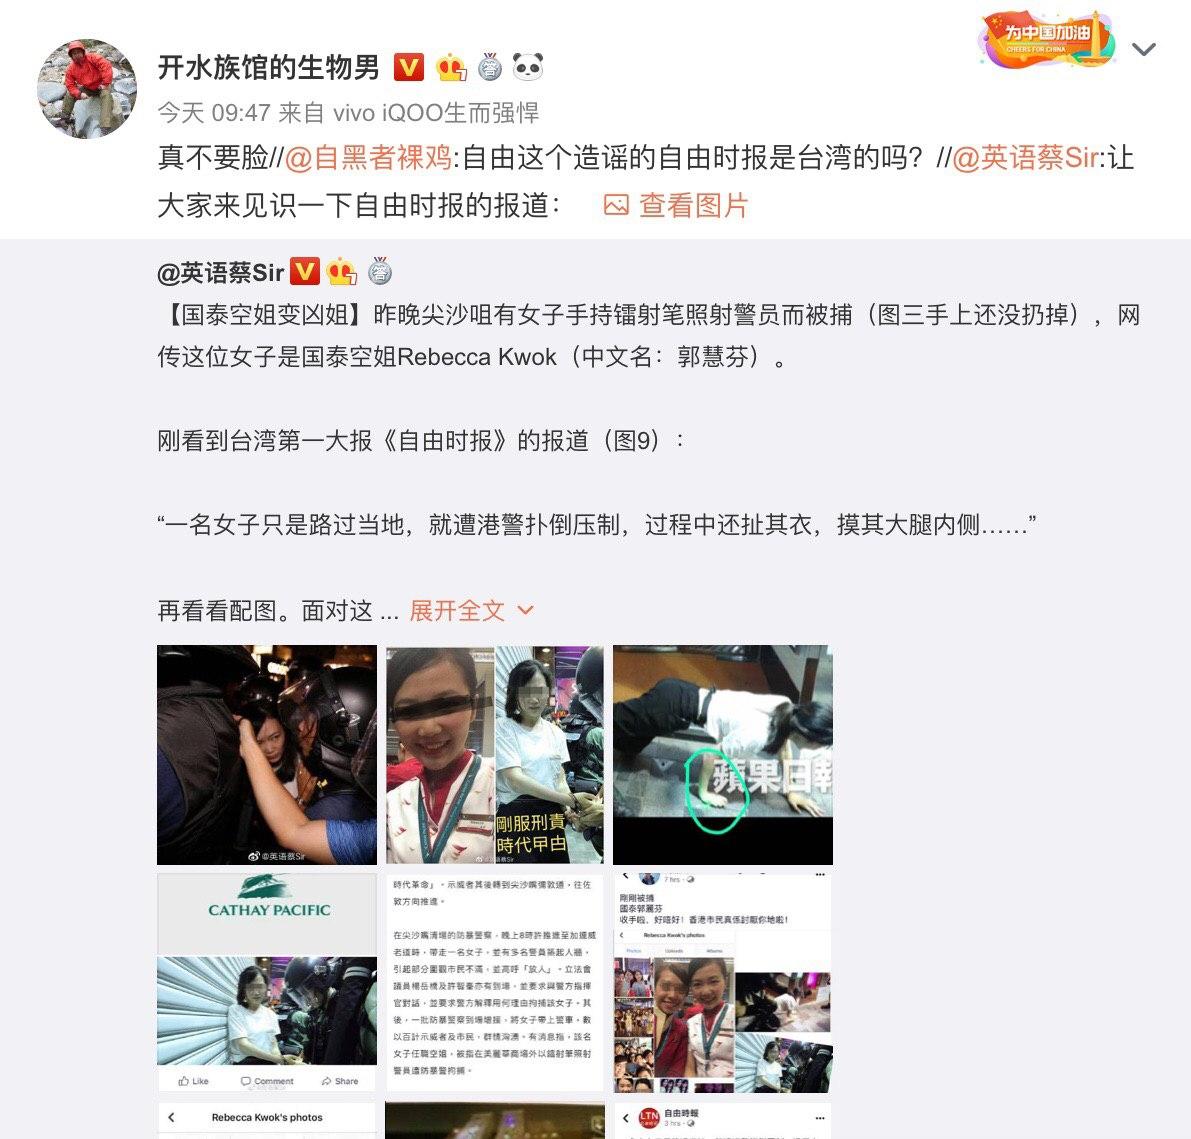 为中国加油
CHEERS FOR CHINA
开水族馆的生物男
今天 09:47 来自 vivo iQOO生而强悍
真不要脸//@自黑者裸鸡:自由这个造谣的自由时报是台湾的吗？//@英语蔡Sir:让
大家来见识一下自由时报的报道： 查看图片
@英语蔡Sir
【国泰空姐变凶姐】昨晚尖沙咀有女子手持镭射笔照射警员而被捕（图三手上还没扔掉），网
传这位女子是国泰空姐Rebecca Kwok（中文名：郭慧芬）。
刚看到台湾第一大报《自由时报》的报道（图9）：
“一名女子只是路过当地，就遭港警扑倒压制，过程中还扯其衣，摸其大腿内侧……”
再看看配图。面对这 ... 展开全文
@英语蔡Sir
剛服刑責
時代曱甴
蘋果日報
CATHAY PACIFIC
Like Comment Share
時代革命」。示威者其後轉到尖沙嘴彌敦道，往佐
敦方向推進。
在尖沙嘴清場的防暴警察，晚上8時許推進至加連威
老道時，帶走一名女子，並有多名警員築起人牆，
引起部分圍觀市民不滿，並高呼「放人」。立法會
議員楊岳橋及許智峯亦有到場，並要求與警方指揮
官對話，並要求警方解釋用何理由拘捕該女子。其
後，一批防暴警察到場增援，將女子帶上警車，數
以百計示威者及市民，群情洶湧。有消息指，該名
女子任職空姐，被指在美麗華商場外以鐳射筆照射
警員遭防暴警拘捕。
7 hrs
剛剛被捕
國泰郭麗芬
收手啦，好唔好！香港市民真係討厭你哋啦！
Rebecca Kwok's photos
Photos Uploads Albums
Rebecca Kwok's photos
LTN
自由時報
3 hrs